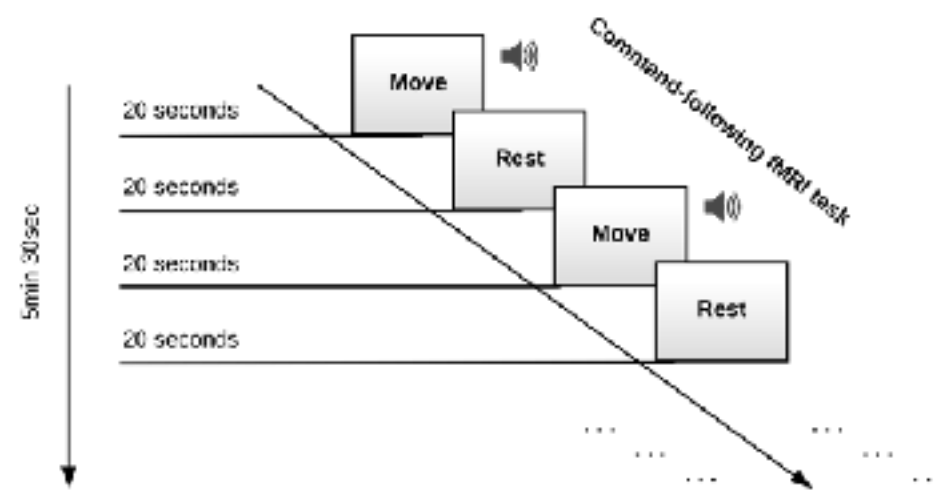 Command-following fMRI task
Move
20 seconds
Rest
20 seconds
Move
20 seconds
Rest
20 seconds
5min 30sec
... ...
... ...
... ..